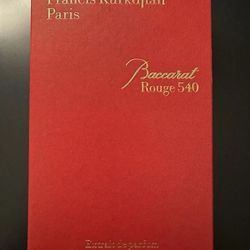 Francis Kurkdjian
Paris
Baccarat
Rouge 540
Extrait de parfum